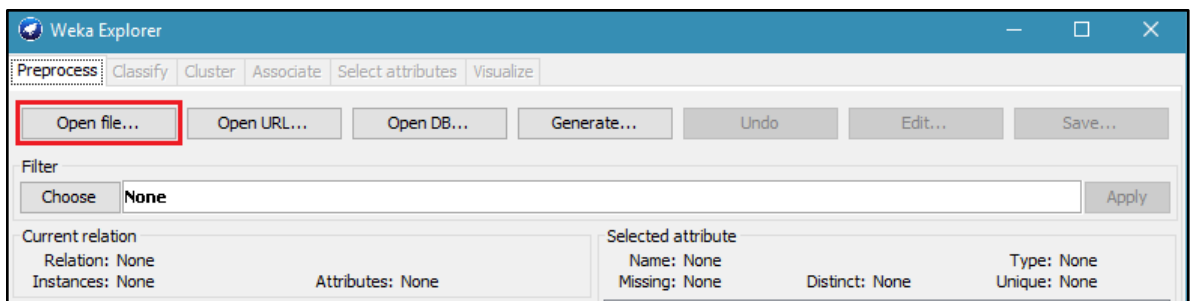 Weka Explorer
Preprocess Classify Cluster Associate Select attributes Visualize
Open file... Open URL... Open DB... Generate... Undo Edit... Save...
Filter
Choose None Apply
Current relation
Relation: None
Instances: None Attributes: None
Selected attribute
Name: None Type: None
Missing: None Distinct: None Unique: None